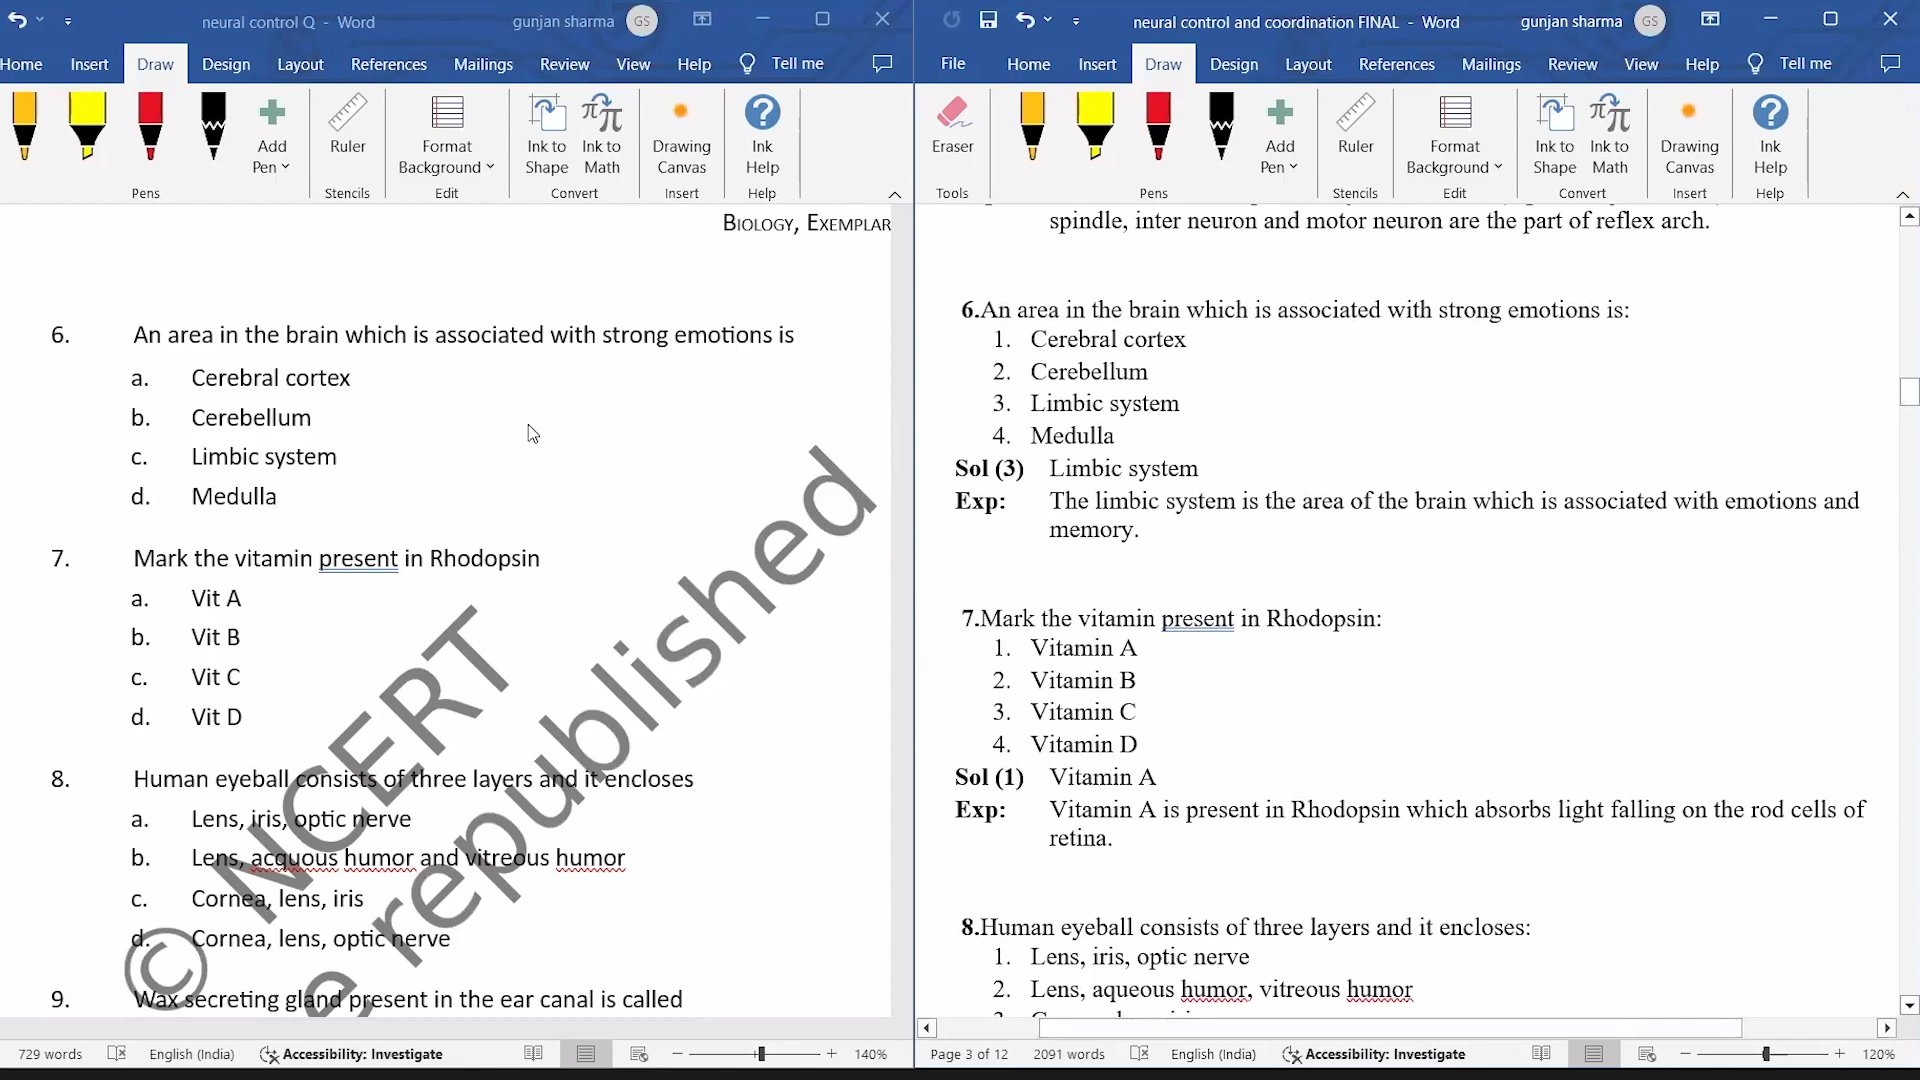 neural control Q - Word
gunjan sharma
GS
Home Insert Draw Design Layout References Mailings Review View Help Tell me
Add Pen
Ruler
Format Background
Ink to Shape
Ink to Math
Drawing Canvas
Ink Help
Pens Stencils Edit Convert Insert Help
BIOLOGY, EXEMPLAR
6. An area in the brain which is associated with strong emotions is
a. Cerebral cortex
b. Cerebellum
c. Limbic system
d. Medulla
7. Mark the vitamin present in Rhodopsin
a. Vit A
b. Vit B
c. Vit C
d. Vit D
8. Human eyeball consists of three layers and it encloses
a. Lens, iris, optic nerve
b. Lens, acquous humor and vitreous humor
c. Cornea, lens, iris
d. Cornea, lens, optic nerve
9. Wax secreting gland present in the ear canal is called
© NCERT
e republished
729 words English (India) Accessibility: Investigate 140%
neural control and coordination FINAL - Word
gunjan sharma
GS
File Home Insert Draw Design Layout References Mailings Review View Help Tell me
Eraser
Add Pen
Ruler
Format Background
Ink to Shape
Ink to Math
Drawing Canvas
Ink Help
Tools Pens Stencils Edit Convert Insert Help
spindle, inter neuron and motor neuron are the part of reflex arch.
6.An area in the brain which is associated with strong emotions is:
1. Cerebral cortex
2. Cerebellum
3. Limbic system
4. Medulla
Sol (3) Limbic system
Exp: The limbic system is the area of the brain which is associated with emotions and
memory.
7.Mark the vitamin present in Rhodopsin:
1. Vitamin A
2. Vitamin B
3. Vitamin C
4. Vitamin D
Sol (1) Vitamin A
Exp: Vitamin A is present in Rhodopsin which absorbs light falling on the rod cells of
retina.
8.Human eyeball consists of three layers and it encloses:
1. Lens, iris, optic nerve
2. Lens, aqueous humor, vitreous humor
Page 3 of 12 2091 words English (India) Accessibility: Investigate 120%